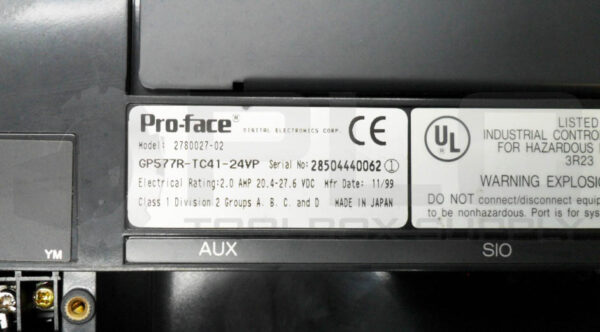 Pro-face®
DIGITAL ELECTRONICS CORP.
CE
Model: 2780027-02
GP577R-TC41-24VP Serial No: 28504440062 1
Electrical Rating: 2.0 AMP 20.4-27.6 VDC Mfr Date: 11/99
Class 1 Division 2 Groups A. B. C. and D MADE IN JAPAN
UL
LISTED
INDUSTRIAL CONTRO
FOR HAZARDOUS
3R23
WARNING EXPLOSIO
DO NOT connect/disconnect equip
to be nonhazardous. Port is for sys
TOOLBOX SUPPLY
YM
AUX
SIO